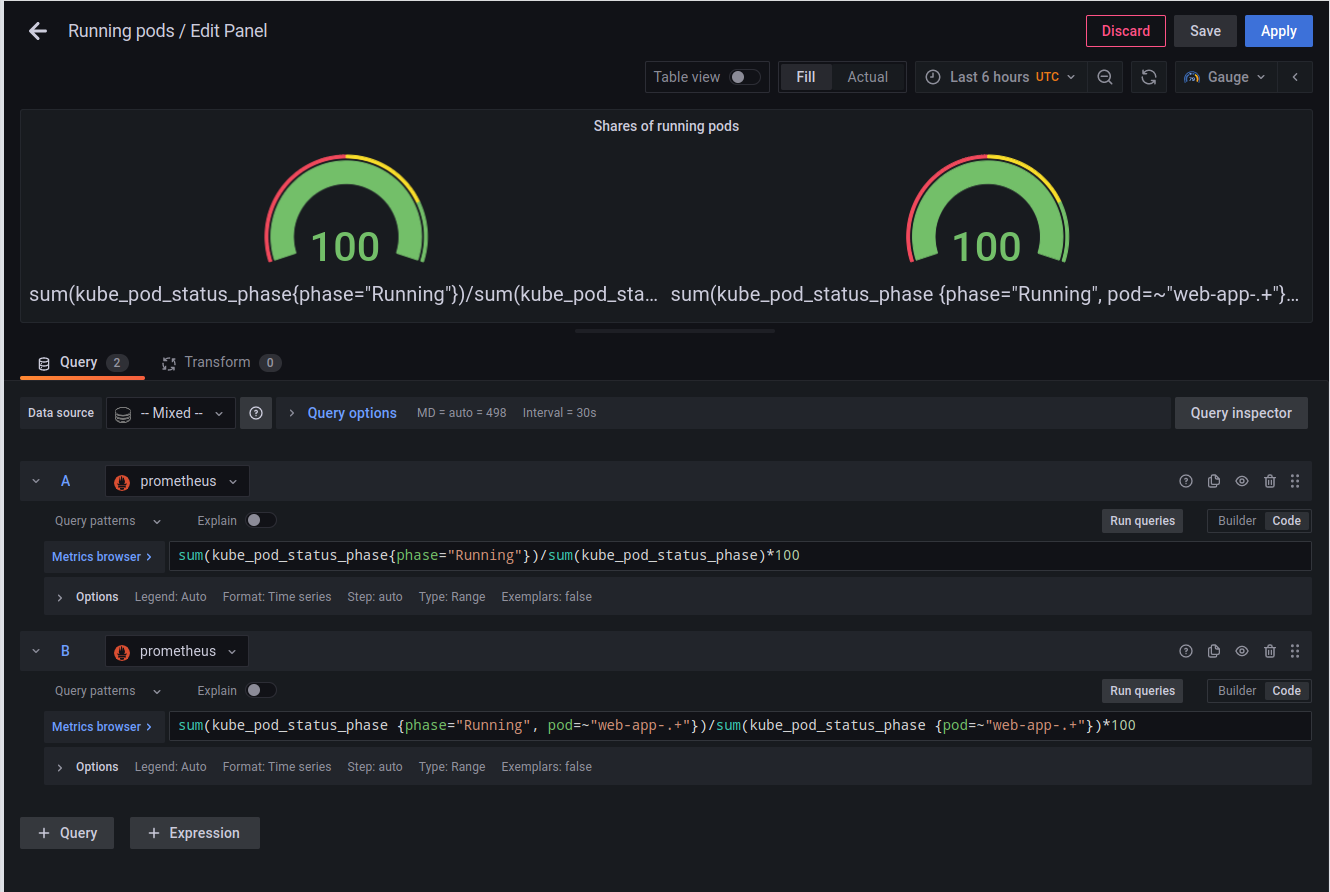 Running pods / Edit Panel
Discard
Save
Apply
Table view
Fill
Actual
Last 6 hours UTC
Gauge
Shares of running pods
100
100
sum(kube_pod_status_phase{phase="Running"})/sum(kube_pod_sta...
sum(kube_pod_status_phase {phase="Running", pod=~"web-app-.+"}...
Query 2
Transform 0
Data source
-- Mixed --
Query options
MD = auto = 498
Interval = 30s
Query inspector
A
prometheus
Query patterns
Explain
Run queries
Builder
Code
Metrics browser >
sum(kube_pod_status_phase{phase="Running"})/sum(kube_pod_status_phase)*100
> Options
Legend: Auto
Format: Time series
Step: auto
Type: Range
Exemplars: false
B
prometheus
Query patterns
Explain
Run queries
Builder
Code
Metrics browser >
sum(kube_pod_status_phase {phase="Running", pod=~"web-app-.+"})/sum(kube_pod_status_phase {pod=~"web-app-.+"})*100
> Options
Legend: Auto
Format: Time series
Step: auto
Type: Range
Exemplars: false
+ Query
+ Expression